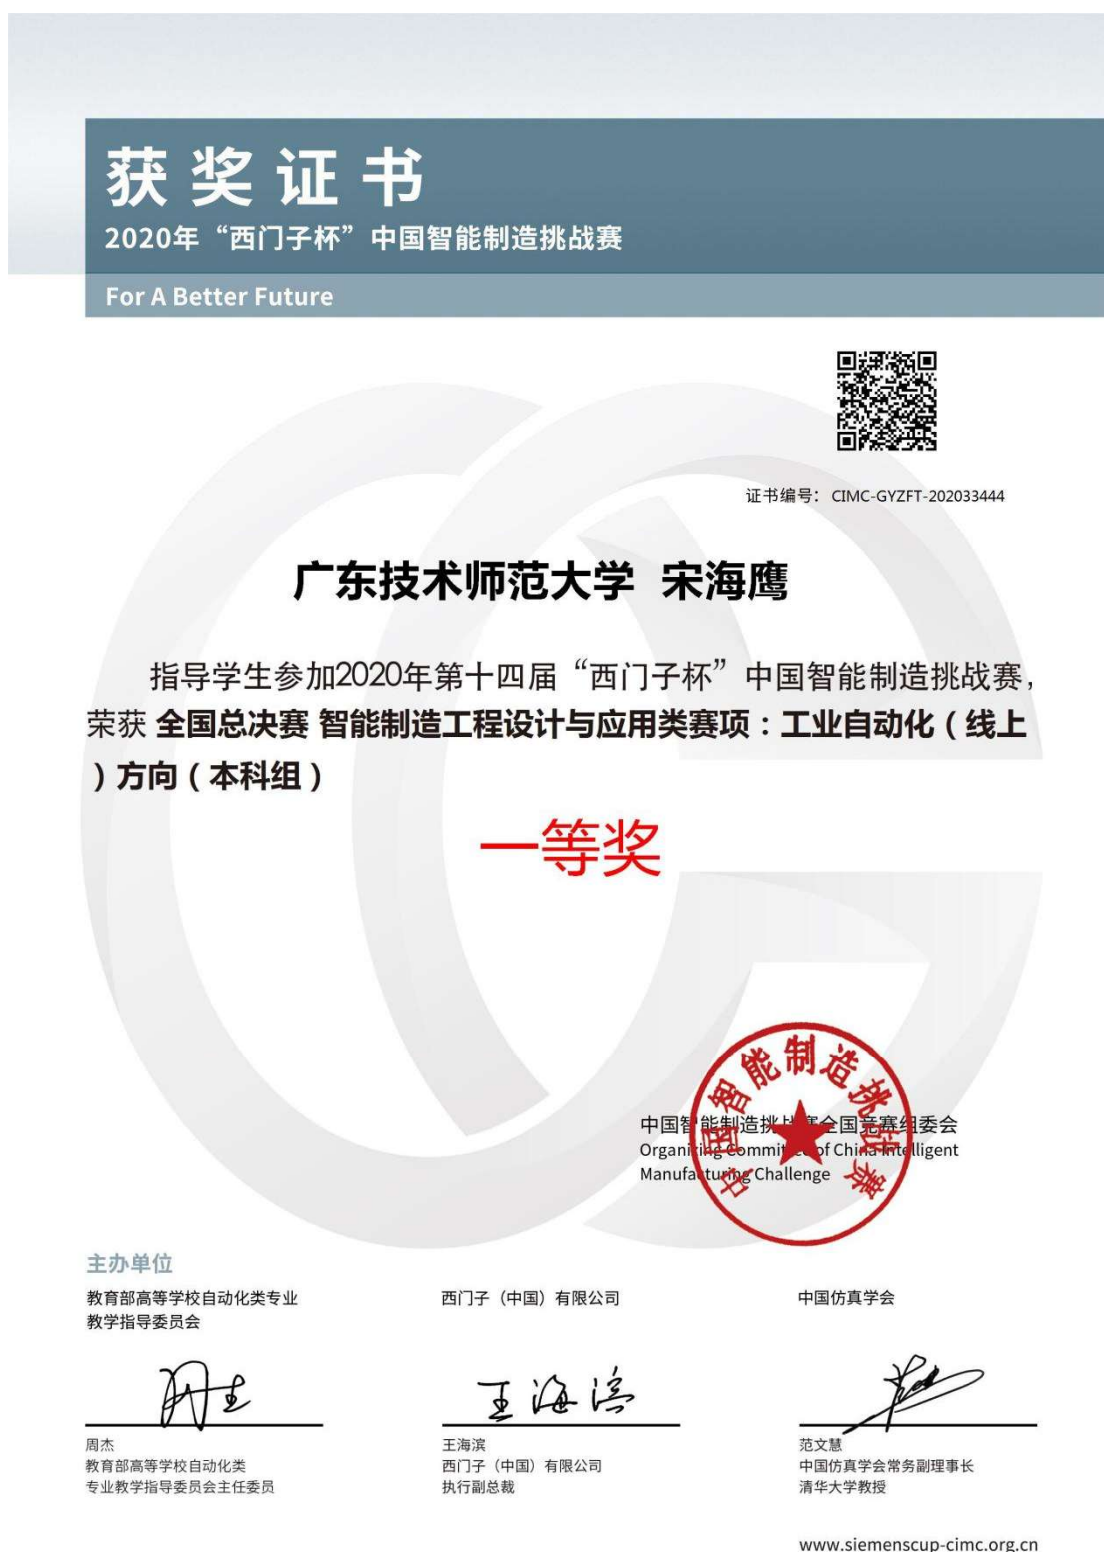 获奖证书
2020年“西门子杯”中国智能制造挑战赛
For A Better Future
证书编号： CIMC-GYZFT-202033444
广东技术师范大学 宋海鹰
指导学生参加2020年第十四届“西门子杯”中国智能制造挑战赛，
荣获 全国总决赛 智能制造工程设计与应用类赛项：工业自动化（线上
）方向（本科组）
一等奖
中国智能制造挑战赛
中国智能制造挑战赛全国竞赛组委会
Organizing Committee of China Intelligent
Manufacturing Challenge
主办单位
教育部高等学校自动化类专业
教学指导委员会
西门子（中国）有限公司
中国仿真学会
王海滨
周杰
教育部高等学校自动化类
专业教学指导委员会主任委员
王海滨
西门子（中国）有限公司
执行副总裁
范文慧
中国仿真学会常务副理事长
清华大学教授
www.siemenscup-cimc.org.cn